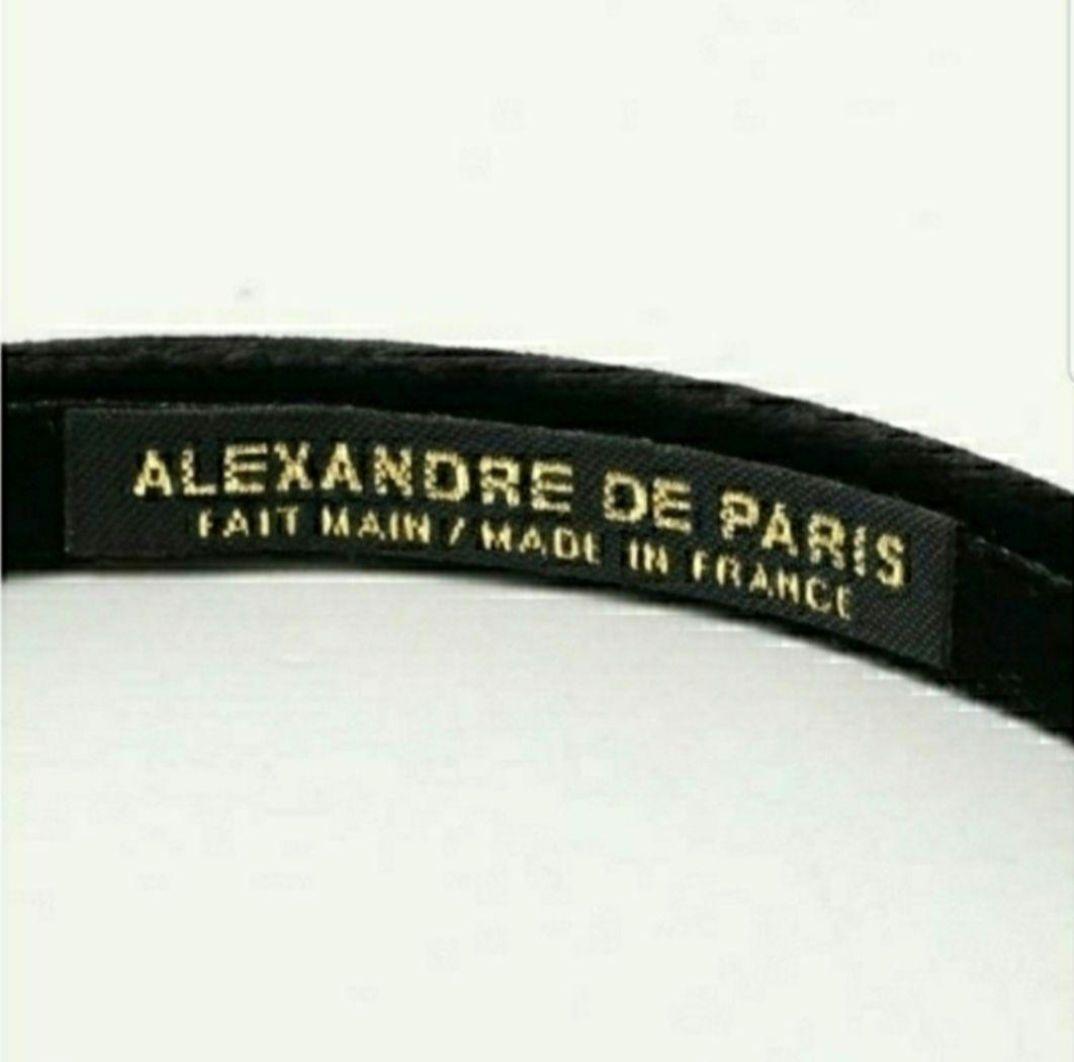 ALEXANDRE DE PARIS
FAIT MAIN / MADE IN FRANCE